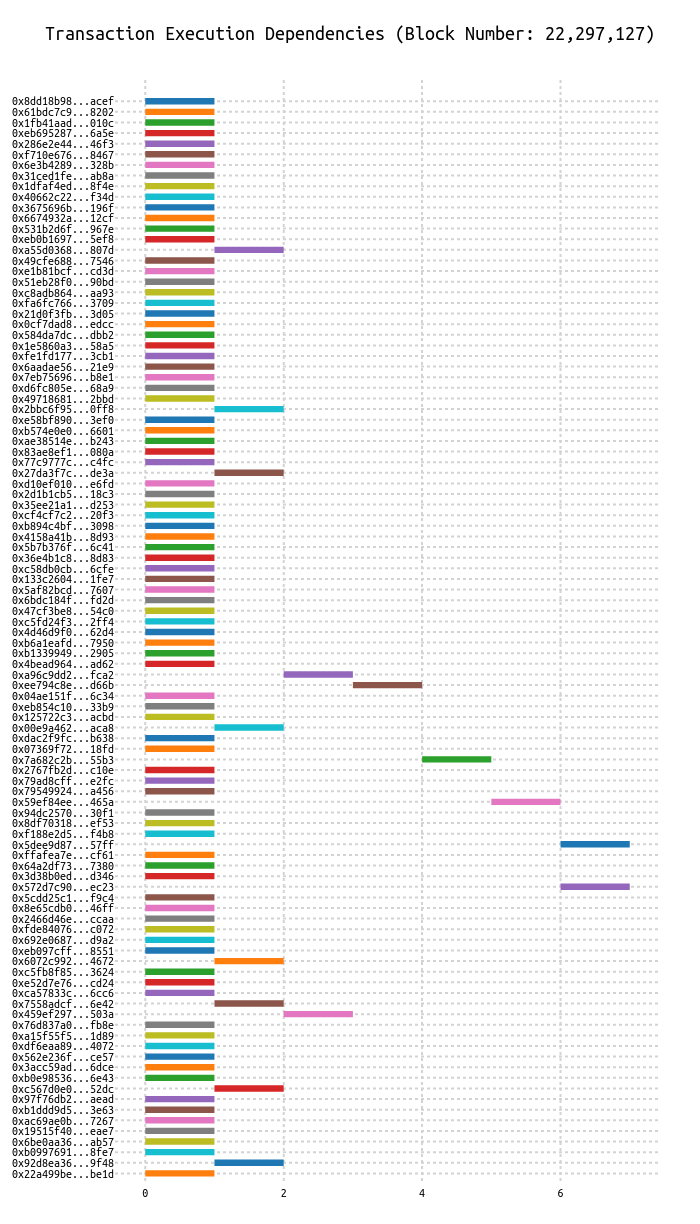 Transaction Execution Dependencies (Block Number: 22,297,127)
0x8dd18b98...acef
0x61bdc7c9...8202
0x1fb41aad...010c
0xeb695287...6a5e
0x286e2e44...46f3
0xf710e676...8467
0x6e3b4289...328b
0x31ced1fe...ab8a
0x1dfaf4ed...8f4e
0x40662c22...f34d
0x3675696b...196f
0x6674932a...12cf
0x531b2d6f...967e
0xeb0b1697...5ef8
0xa55d0368...807d
0x49cfe688...7546
0xe1b81bcf...cd3d
0x51eb28f0...90bd
0xc8adb864...aa93
0xfa6fc766...3709
0x21d0f3fb...3d05
0x0cf7dad8...edcc
0x584da7dc...dbb2
0x1e5860a3...58a5
0xfe1fd177...3cb1
0x6aadae56...21e9
0x7eb75696...b8e1
0xd6fc805e...68a9
0x49718681...2bbd
0x2bbc6f95...0ff8
0xe58bf890...3ef0
0xb574e0e0...6601
0xae38514e...b243
0x83ae8ef1...080a
0x77c9777c...c4fc
0x27da3f7c...de3a
0xd10ef010...e6fd
0x2d1b1cb5...18c3
0x35ee21a1...d253
0xcf4cf7c2...20f3
0xb894c4bf...3098
0x4158a41b...8d93
0x5b7b376f...6c41
0x36e4b1c8...8d83
0xc58db0cb...6cfe
0x133c2604...1fe7
0x5af82bcd...7607
0x6bdc184f...fd2d
0x47cf3be8...54c0
0xc5fd24f3...2ff4
0x4d46d9f0...62d4
0xb6a1eafd...7950
0xb1339949...2905
0x4bead964...ad62
0xa96c9dd2...fca2
0xee794c8e...d66b
0x04ae151f...6c34
0xeb854c10...33b9
0x125722c3...acbd
0x00e9a462...aca8
0xdac2f9fc...b638
0x07369f72...18fd
0x7a682c2b...55b3
0x2767fb2d...c10e
0x79ad8cff...e2fc
0x79549924...a456
0x59ef84ee...465a
0x94dc2570...30f1
0x8df70318...ef53
0xf188e2d5...f4b8
0x5dee9d87...57ff
0xffafea7e...cf61
0x64a2df73...7380
0x3d38b0ed...d346
0x572d7c90...ec23
0x5cdd25c1...f9c4
0x8e65cdb0...46ff
0x2466d46e...ccaa
0xfde84076...c072
0x692e0687...d9a2
0xeb097cff...8551
0x6072c992...4672
0xc5fb8f85...3624
0xe52d7e76...cd24
0xca57833c...6cc6
0x7558adcf...6e42
0x459ef297...503a
0x76d837a0...fb8e
0xa15f55f5...1d89
0xdf6eaa89...4072
0x562e236f...ce57
0x3acc59ad...6dce
0xb0e98536...6e43
0xc567d0e0...52dc
0x97f76db2...aead
0xb1ddd9d5...3e63
0xac69ae0b...7267
0x19515f40...eae7
0x6be0aa36...ab57
0xb0997691...8fe7
0x92d8ea36...9f48
0x22a499be...be1d
0 2 4 6